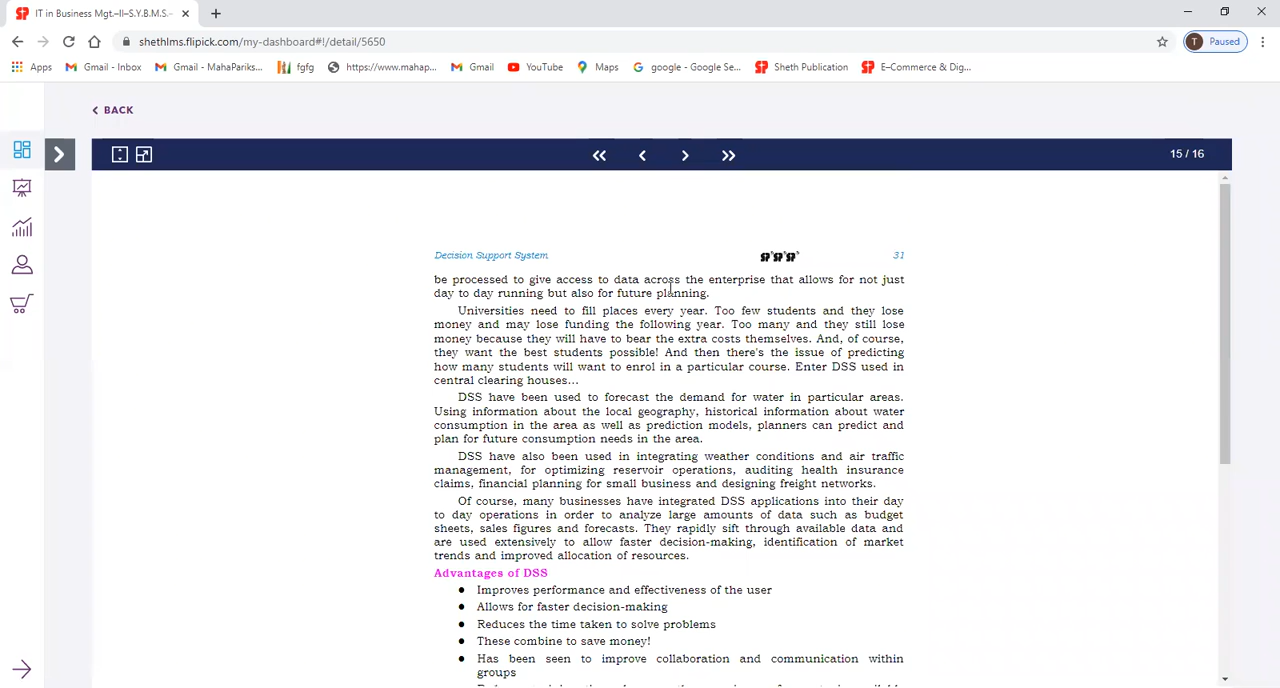 IT in Business Mgt.–II–S.Y.B.M.S.-
shethlms.flipick.com/my-dashboard#!/detail/5650
T Paused
Apps Gmail - Inbox Gmail - MahaPariks... fgfg https://www.mahap... Gmail YouTube Maps google - Google Se... Sheth Publication E–Commerce & Dig...
BACK
15 / 16
Decision Support System 31
be processed to give access to data across the enterprise that allows for not just
day to day running but also for future planning.
Universities need to fill places every year. Too few students and they lose
money and may lose funding the following year. Too many and they still lose
money because they will have to bear the extra costs themselves. And, of course,
they want the best students possible! And then there's the issue of predicting
how many students will want to enrol in a particular course. Enter DSS used in
central clearing houses...
DSS have been used to forecast the demand for water in particular areas.
Using information about the local geography, historical information about water
consumption in the area as well as prediction models, planners can predict and
plan for future consumption needs in the area.
DSS have also been used in integrating weather conditions and air traffic
management, for optimizing reservoir operations, auditing health insurance
claims, financial planning for small business and designing freight networks.
Of course, many businesses have integrated DSS applications into their day
to day operations in order to analyze large amounts of data such as budget
sheets, sales figures and forecasts. They rapidly sift through available data and
are used extensively to allow faster decision-making, identification of market
trends and improved allocation of resources.
Advantages of DSS
● Improves performance and effectiveness of the user
● Allows for faster decision-making
● Reduces the time taken to solve problems
● These combine to save money!
● Has been seen to improve collaboration and communication within
groups